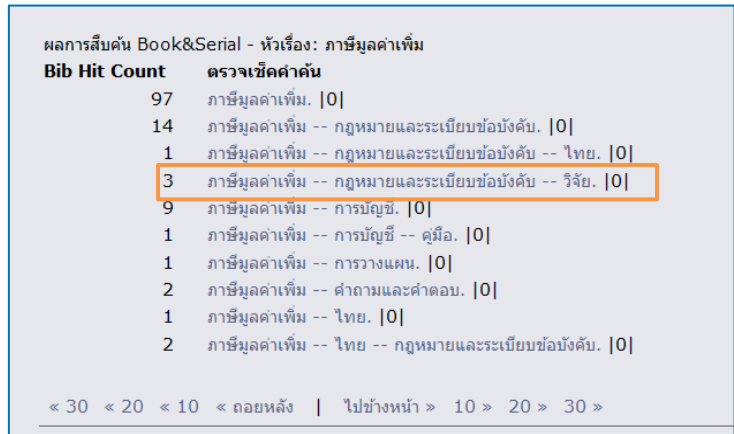 ผลการสืบค้น Book&Serial - หัวเรื่อง: ภาษีมูลค่าเพิ่ม
Bib Hit Count ตรวจเช็คคำค้น
97 ภาษีมูลค่าเพิ่ม. |0|
14 ภาษีมูลค่าเพิ่ม -- กฎหมายและระเบียบข้อบังคับ. |0|
1 ภาษีมูลค่าเพิ่ม -- กฎหมายและระเบียบข้อบังคับ -- ไทย. |0|
3 ภาษีมูลค่าเพิ่ม -- กฎหมายและระเบียบข้อบังคับ -- วิจัย. |0|
9 ภาษีมูลค่าเพิ่ม -- การบัญชี. |0|
1 ภาษีมูลค่าเพิ่ม -- การบัญชี -- คู่มือ. |0|
1 ภาษีมูลค่าเพิ่ม -- การวางแผน. |0|
2 ภาษีมูลค่าเพิ่ม -- คำถามและคำตอบ. |0|
1 ภาษีมูลค่าเพิ่ม -- ไทย. |0|
2 ภาษีมูลค่าเพิ่ม -- ไทย -- กฎหมายและระเบียบข้อบังคับ. |0|
« 30 « 20 « 10 « ถอยหลัง | ไปข้างหน้า » 10 » 20 » 30 »